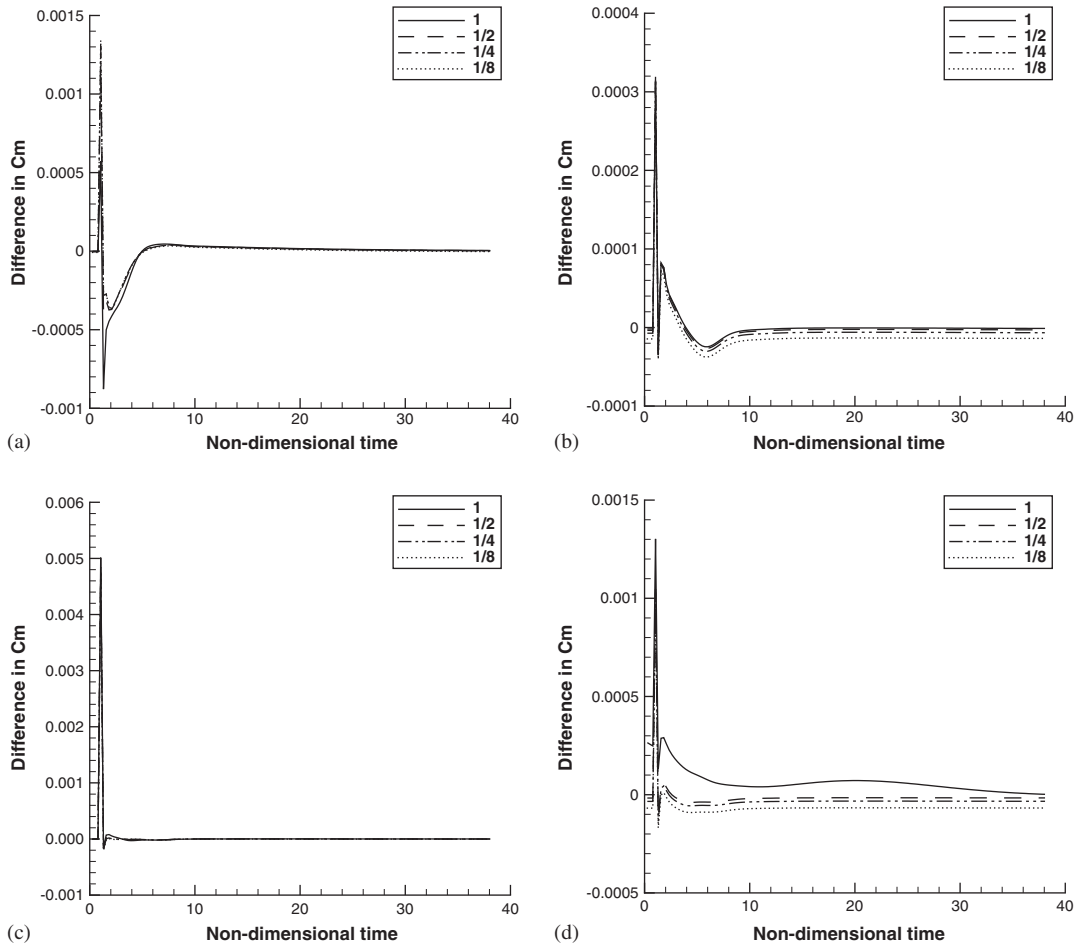 0.0015
0.001
0.0005
0
-0.0005
-0.001
Difference in Cm
0 10 20 30 40
Non-dimensional time
1
1/2
1/4
1/8
(a)
0.0004
0.0003
0.0002
0.0001
0
-0.0001
Difference in Cm
0 10 20 30 40
Non-dimensional time
1
1/2
1/4
1/8
(b)
0.006
0.005
0.004
0.003
0.002
0.001
0.000
-0.001
Difference in Cm
0 10 20 30 40
Non-dimensional time
1
1/2
1/4
1/8
(c)
0.0015
0.001
0.0005
0
-0.0005
Difference in Cm
0 10 20 30 40
Non-dimensional time
1
1/2
1/4
1/8
(d)